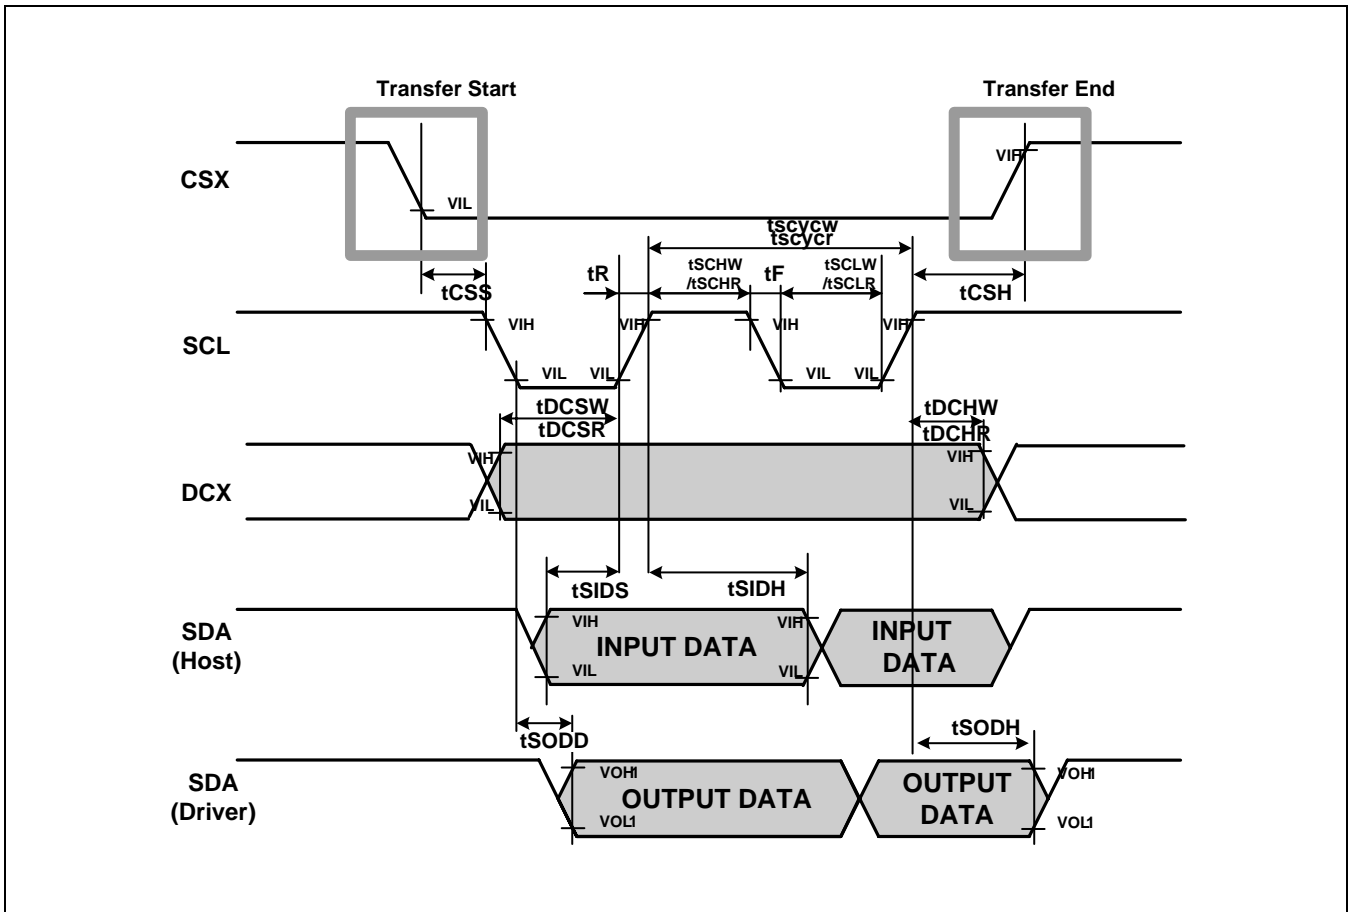 Transfer Start
Transfer End
CSX
VIL
VIH
tscycw
tscycr
tCSS
tR
tSCHW
/tSCHR
tF
tSCLW
/tSCLR
tCSH
SCL
VIH
VIH
VIH
VIH
VIL
VIL
VIL
VIL
tDCSW
tDCSR
tDCHW
tDCHR
DCX
VIH
VIL
VIH
VIL
tSIDS
tSIDH
SDA
(Host)
VIH
VIL
INPUT DATA
VIH
VIL
INPUT
DATA
tSODD
tSODH
SDA
(Driver)
VOH1
VOL1
OUTPUT DATA
OUTPUT
DATA
VOH1
VOL1